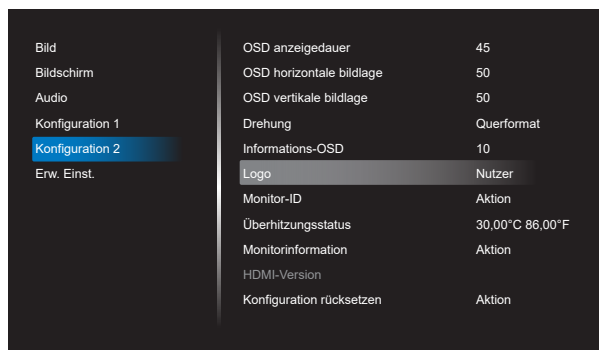 Bild
Bildschirm
Audio
Konfiguration 1
Konfiguration 2
Erw. Einst.
OSD anzeigedauer 45
OSD horizontale bildlage 50
OSD vertikale bildlage 50
Drehung Querformat
Informations-OSD 10
Logo Nutzer
Monitor-ID Aktion
Überhitzungsstatus 30,00°C 86,00°F
Monitorinformation Aktion
HDMI-Version
Konfiguration rücksetzen Aktion